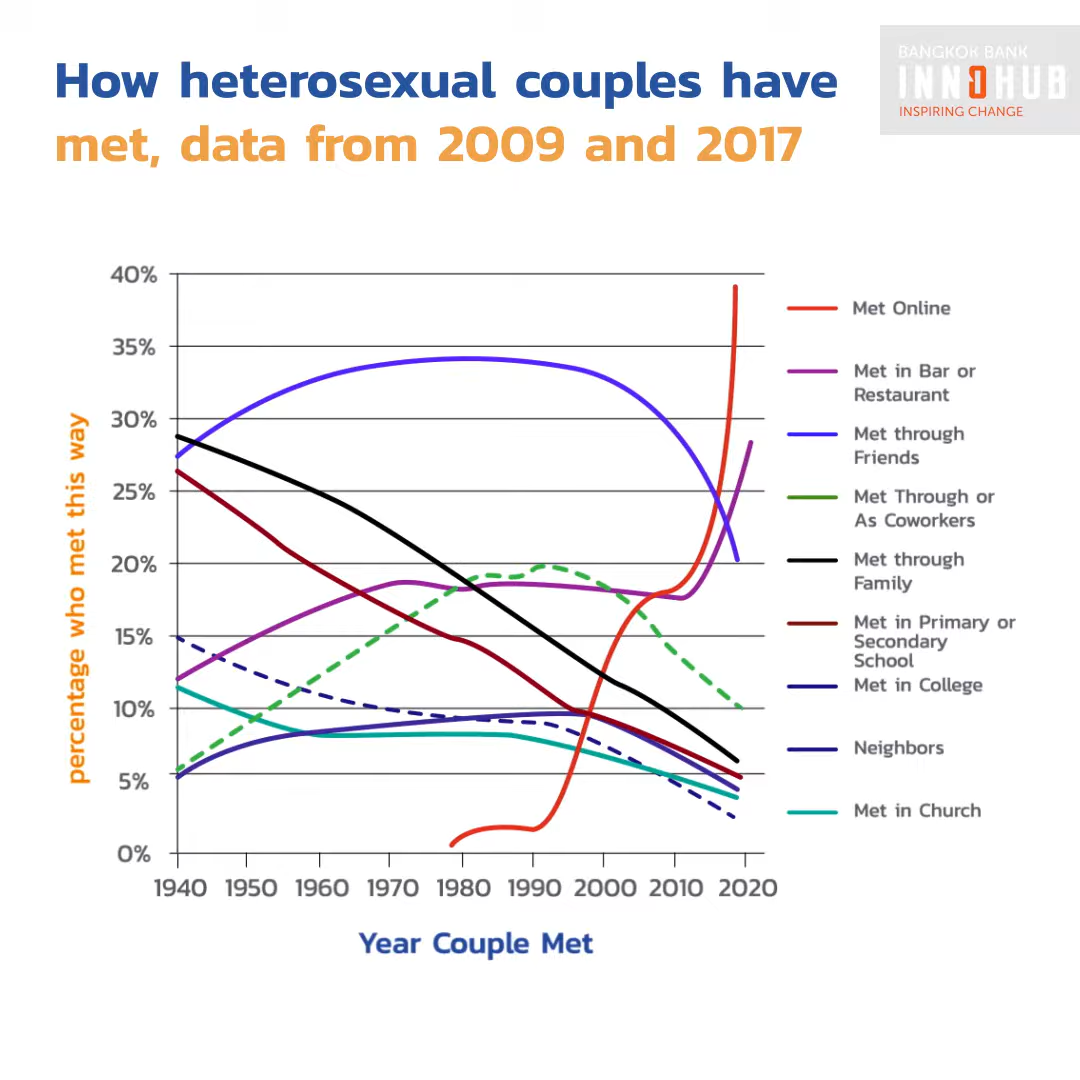 How heterosexual couples have
met, data from 2009 and 2017
BANGKOK BANK
INNOHUB
INSPIRING CHANGE
percentage who met this way
40%
35%
30%
25%
20%
15%
10%
5%
0%
1940 1950 1960 1970 1980 1990 2000 2010 2020
Year Couple Met
Met Online
Met in Bar or
Restaurant
Met through
Friends
Met Through or
As Coworkers
Met through
Family
Met in Primary or
Secondary
School
Met in College
Neighbors
Met in Church